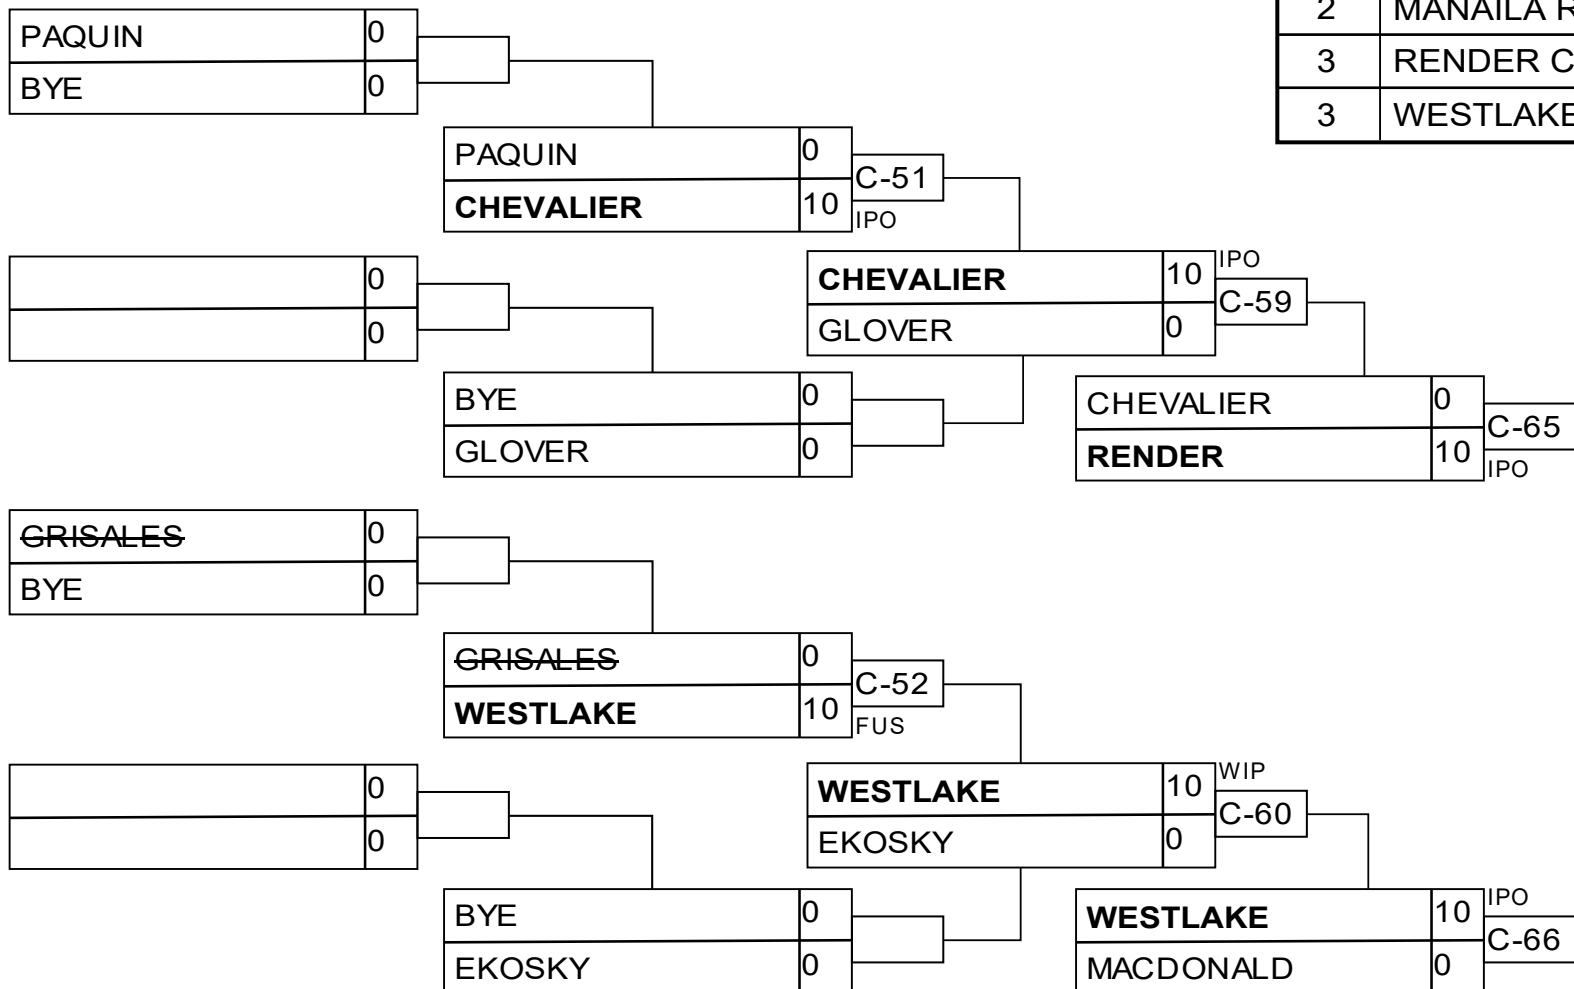 2 MANAILA R
3 RENDER C
3 WESTLAKE
PAQUIN 0
BYE 0
PAQUIN 0
CHEVALIER 10
C-51
IPO
0
0
CHEVALIER 10
GLOVER 0
IPO
C-59
BYE 0
GLOVER 0
CHEVALIER 0
RENDER 10
C-65
IPO
GRISALES 0
BYE 0
GRISALES 0
WESTLAKE 10
C-52
FUS
0
0
WESTLAKE 10
EKOSKY 0
WIP
C-60
BYE 0
EKOSKY 0
WESTLAKE 10
MACDONALD 0
IPO
C-66